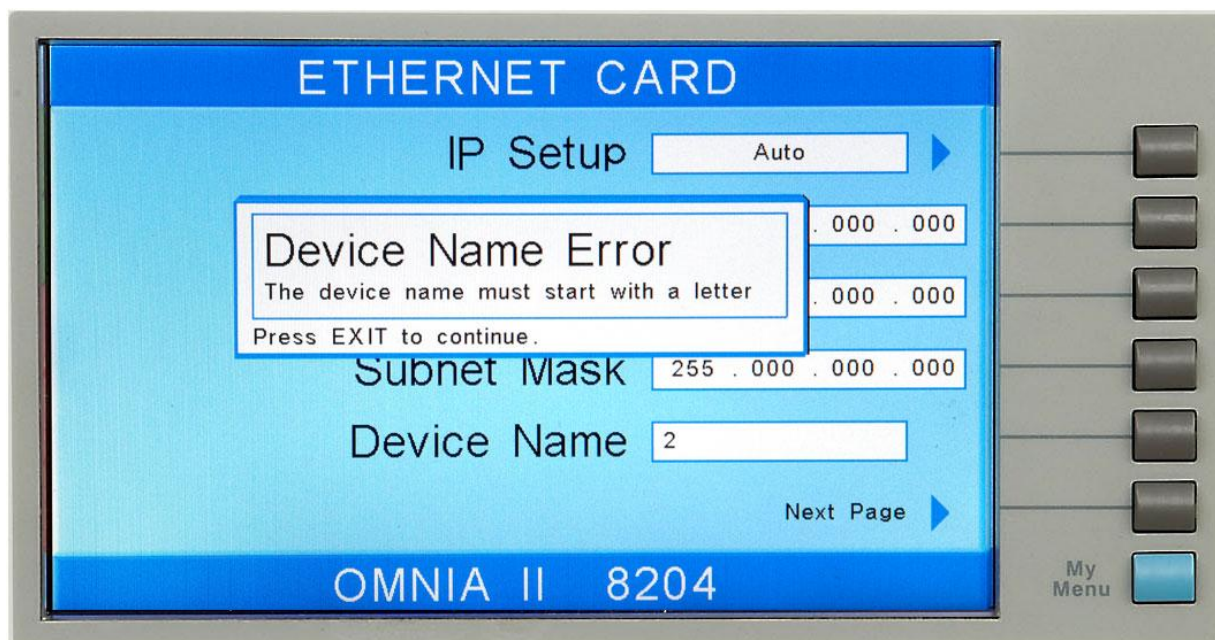 ETHERNET CARD
IP Setup Auto
. 000 . 000
Device Name Error
The device name must start with a letter
. 000 . 000
Press EXIT to continue.
Subnet Mask 255 . 000 . 000 . 000
Device Name 2
Next Page
OMNIA II 8204
My
Menu